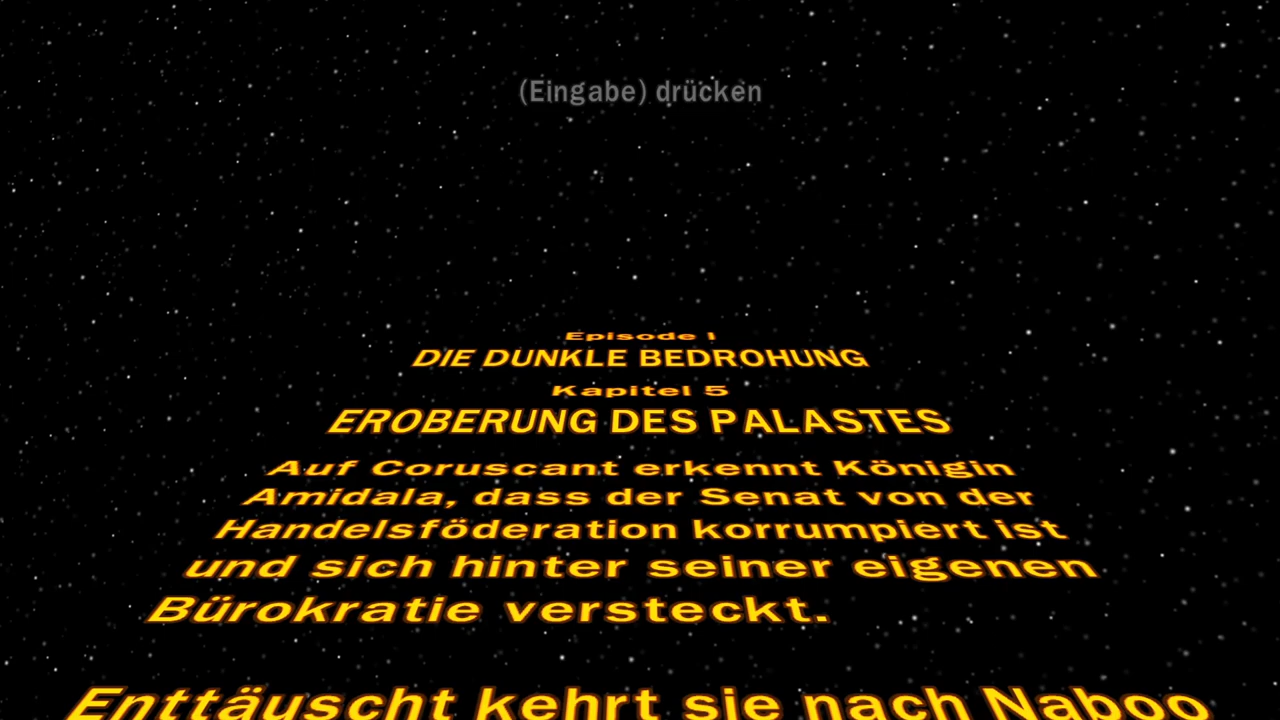 (Eingabe) drücken
Episode I
DIE DUNKLE BEDROHUNG
Kapitel 5
EROBERUNG DES PALASTES
Auf Coruscant erkennt Königin
Amidala, dass der Senat von der
Handelsföderation korrumpiert ist
und sich hinter seiner eigenen
Bürokratie versteckt.
Enttäuscht kehrt sie nach Naboo